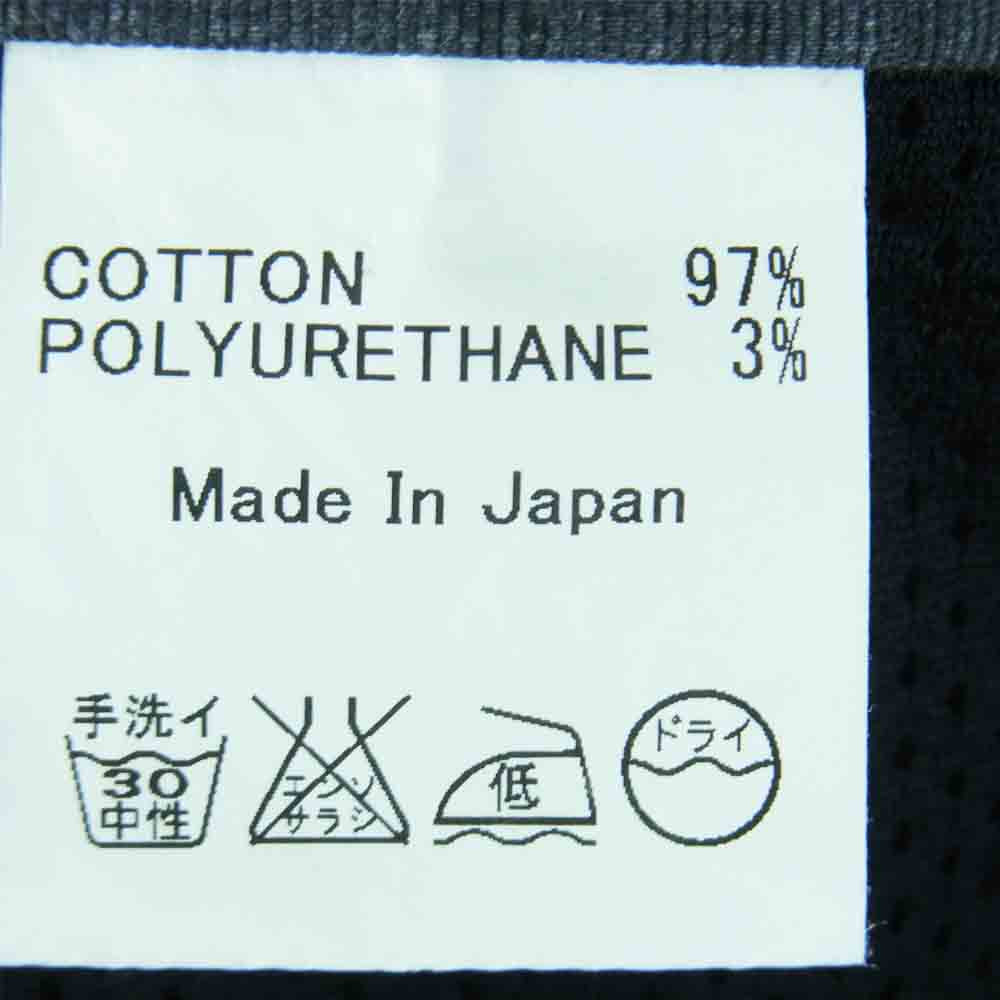 COTTON 97%
POLYURETHANE 3%
Made In Japan
手洗イ
30
中性
エンソ
サラシ
低
ドライ